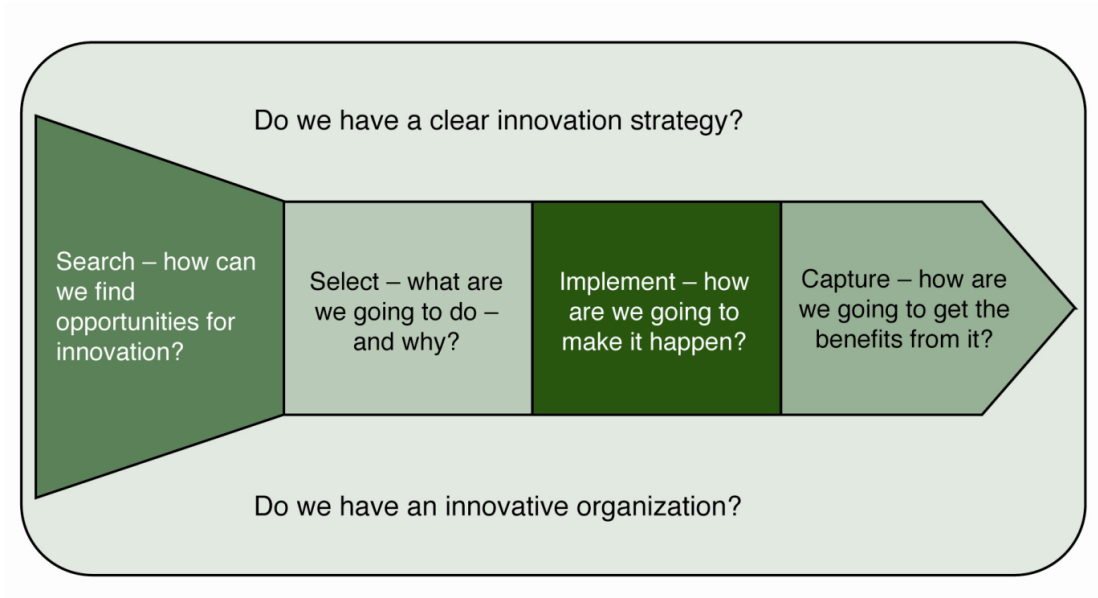 Do we have a clear innovation strategy?
Search – how can
we find
opportunities for
innovation?
Select – what are
we going to do –
and why?
Implement – how
are we going to
make it happen?
Capture – how are
we going to get the
benefits from it?
Do we have an innovative organization?